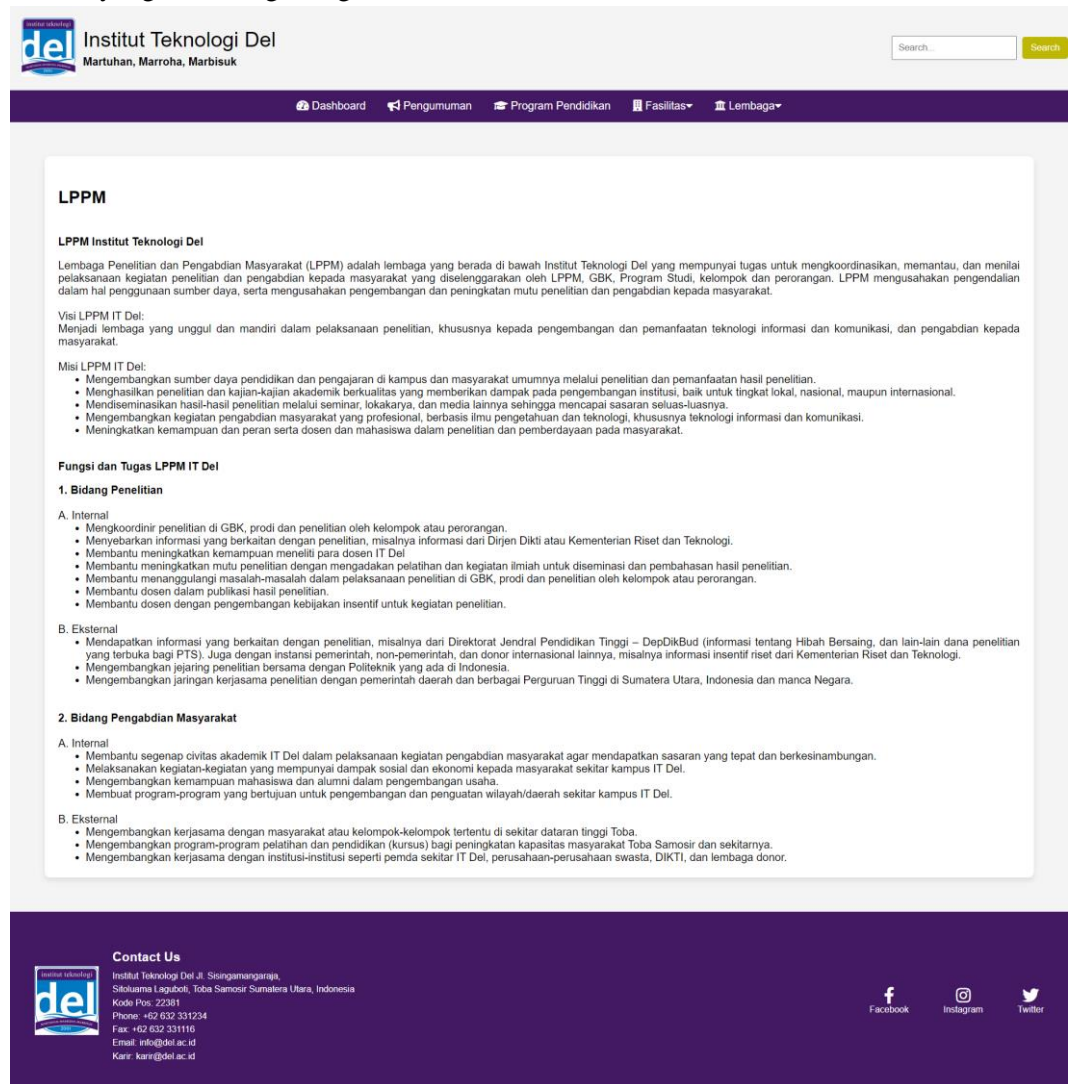 institut teknologi
del
Institut Teknologi Del
Martuhan, Marroha, Marbisuk
Search...
Search
Dashboard
Pengumuman
Program Pendidikan
Fasilitas
Lembaga
LPPM
LPPM Institut Teknologi Del
Lembaga Penelitian dan Pengabdian Masyarakat (LPPM) adalah lembaga yang berada di bawah Institut Teknologi Del yang mempunyai tugas untuk mengkoordinasikan, memantau, dan menilai
pelaksanaan kegiatan penelitian dan pengabdian kepada masyarakat yang diselenggarakan oleh LPPM, GBK, Program Studi, kelompok dan perorangan. LPPM mengusahakan pengendalian
dalam hal penggunaan sumber daya, serta mengusahakan pengembangan dan peningkatan mutu penelitian dan pengabdian kepada masyarakat.
Visi LPPM IT Del:
Menjadi lembaga yang unggul dan mandiri dalam pelaksanaan penelitian, khususnya kepada pengembangan dan pemanfaatan teknologi informasi dan komunikasi, dan pengabdian kepada
masyarakat.
Misi LPPM IT Del:
• Mengembangkan sumber daya pendidikan dan pengajaran di kampus dan masyarakat umumnya melalui penelitian dan pemanfaatan hasil penelitian.
• Menghasilkan penelitian dan kajian-kajian akademik berkualitas yang memberikan dampak pada pengembangan institusi, baik untuk tingkat lokal, nasional, maupun internasional.
• Mendiseminasikan hasil-hasil penelitian melalui seminar, lokakarya, dan media lainnya sehingga mencapai sasaran seluas-luasnya.
• Mengembangkan kegiatan pengabdian masyarakat yang profesional, berbasis ilmu pengetahuan dan teknologi, khususnya teknologi informasi dan komunikasi.
• Meningkatkan kemampuan dan peran serta dosen dan mahasiswa dalam penelitian dan pemberdayaan pada masyarakat.
Fungsi dan Tugas LPPM IT Del
1. Bidang Penelitian
A. Internal
• Mengkoordinir penelitian di GBK, prodi dan penelitian oleh kelompok atau perorangan.
• Menyebarkan informasi yang berkaitan dengan penelitian, misalnya informasi dari Dirjen Dikti atau Kementerian Riset dan Teknologi.
• Membantu meningkatkan kemampuan meneliti para dosen IT Del
• Membantu meningkatkan mutu penelitian dengan mengadakan pelatihan dan kegiatan ilmiah untuk diseminasi dan pembahasan hasil penelitian.
• Membantu menanggulangi masalah-masalah dalam pelaksanaan penelitian di GBK, prodi dan penelitian oleh kelompok atau perorangan.
• Membantu dosen dalam publikasi hasil penelitian.
• Membantu dosen dengan pengembangan kebijakan insentif untuk kegiatan penelitian.
B. Eksternal
• Mendapatkan informasi yang berkaitan dengan penelitian, misalnya dari Direktorat Jendral Pendidikan Tinggi – DepDikBud (informasi tentang Hibah Bersaing, dan lain-lain dana penelitian
yang terbuka bagi PTS). Juga dengan instansi pemerintah, non-pemerintah, dan donor internasional lainnya, misalnya informasi insentif riset dari Kementerian Riset dan Teknologi.
• Mengembangkan jejaring penelitian bersama dengan Politeknik yang ada di Indonesia.
• Mengembangkan jaringan kerjasama penelitian dengan pemerintah daerah dan berbagai Perguruan Tinggi di Sumatera Utara, Indonesia dan manca Negara.
2. Bidang Pengabdian Masyarakat
A. Internal
• Membantu segenap civitas akademik IT Del dalam pelaksanaan kegiatan pengabdian masyarakat agar mendapatkan sasaran yang tepat dan berkesinambungan.
• Melaksanakan kegiatan-kegiatan yang mempunyai dampak sosial dan ekonomi kepada masyarakat sekitar kampus IT Del.
• Mengembangkan kemampuan mahasiswa dan alumni dalam pengembangan usaha.
• Membuat program-program yang bertujuan untuk pengembangan dan penguatan wilayah/daerah sekitar kampus IT Del.
B. Eksternal
• Mengembangkan kerjasama dengan masyarakat atau kelompok-kelompok tertentu di sekitar dataran tinggi Toba.
• Mengembangkan program-program pelatihan dan pendidikan (kursus) bagi peningkatan kapasitas masyarakat Toba Samosir dan sekitarnya.
• Mengembangkan kerjasama dengan institusi-institusi seperti pemda sekitar IT Del, perusahaan-perusahaan swasta, DIKTI, dan lembaga donor.
institut teknologi
del
Contact Us
Institut Teknologi Del Jl. Sisingamangaraja,
Sitoluama Laguboti, Toba Samosir Sumatera Utara, Indonesia
Kode Pos: 22381
Phone: +62 632 331234
Fax: +62 632 331116
Email: info@del.ac.id
Karir: karir@del.ac.id
Facebook
Instagram
Twitter